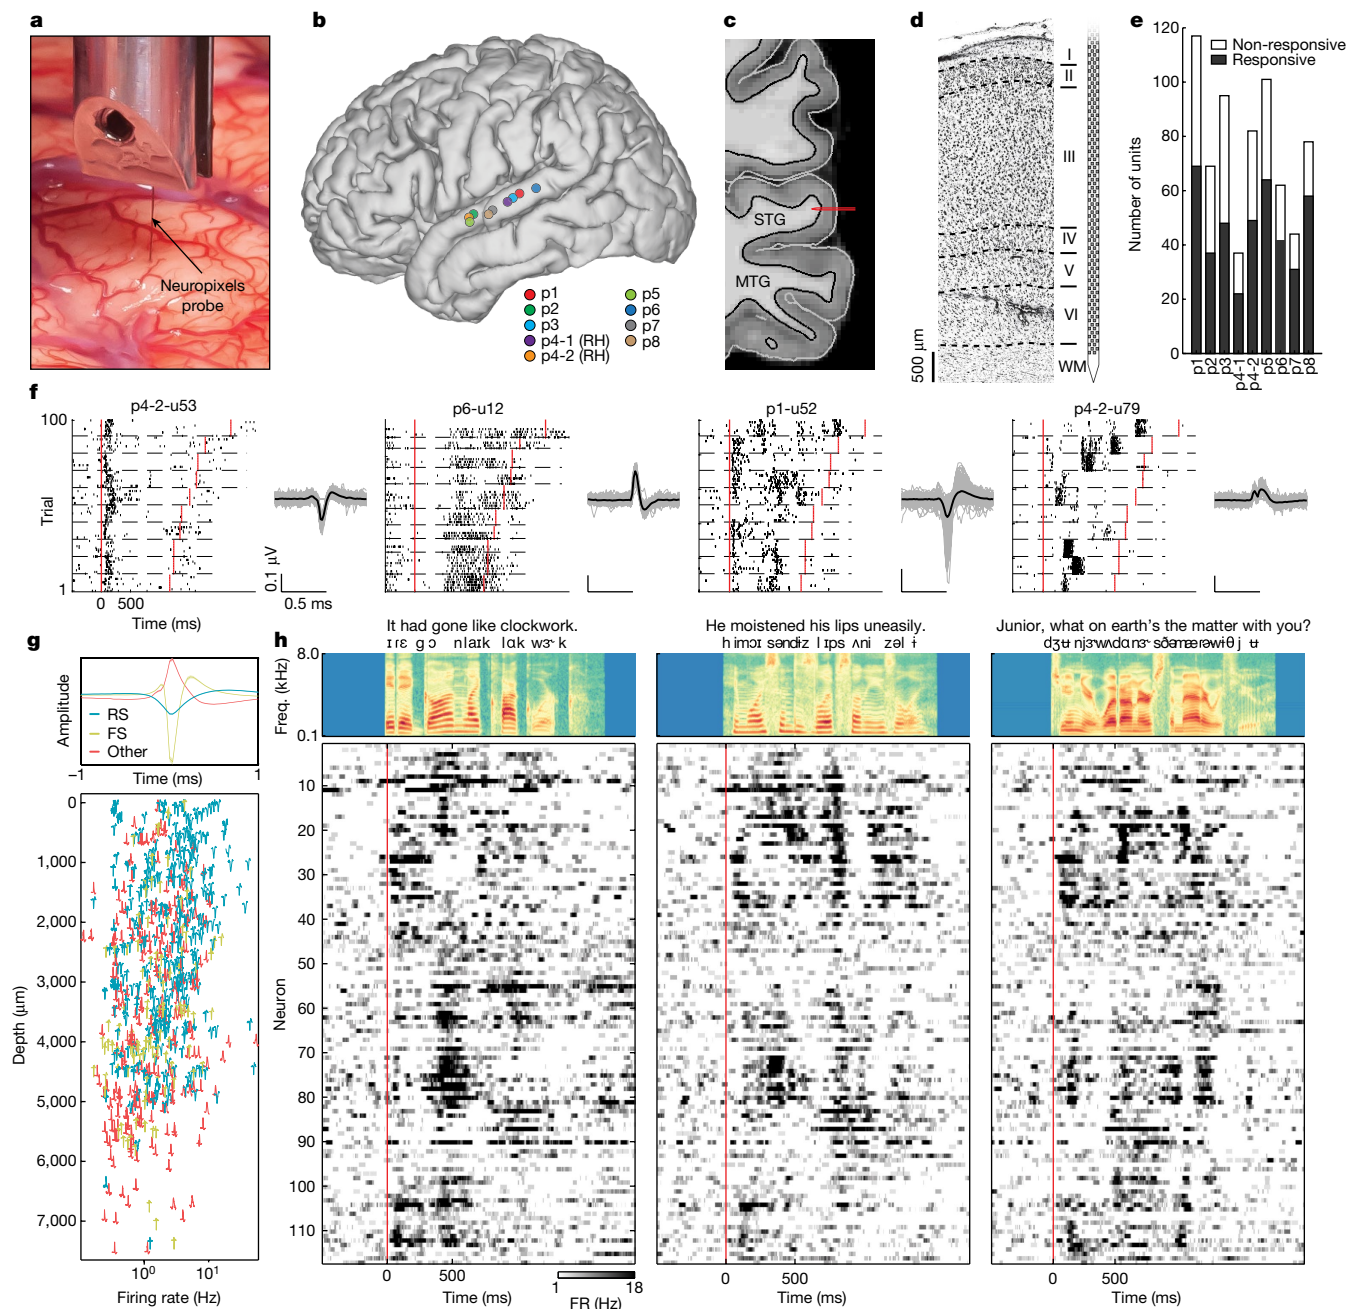 a
b
c
d
e
Neuropixels
probe
p1
p2
p3
p4-1 (RH)
p4-2 (RH)
p5
p6
p7
p8
STG
MTG
I
II
III
IV
V
VI
WM
500 µm
Number of units
120
100
80
60
40
20
0
Non-responsive
Responsive
p1
p2
p3
p4-1
p4-2
p5
p6
p7
p8
f
p4-2-u53
p6-u12
p1-u52
p4-2-u79
100
Trial
1
0 500
Time (ms)
0.1 µV
0.5 ms
g
Amplitude
RS
FS
Other
−1
1
Time (ms)
0
1,000
2,000
3,000
4,000
5,000
6,000
7,000
Depth (µm)
10⁰ 10¹
Firing rate (Hz)
h
It had gone like clockwork.
He moistened his lips uneasily.
Junior, what on earth's the matter with you?
8.0
Freq. (kHz)
0.1
Neuron
10
20
30
40
50
60
70
80
90
100
110
0 500
Time (ms)
1 18
FR (Hz)
0 500
Time (ms)
0 500
Time (ms)